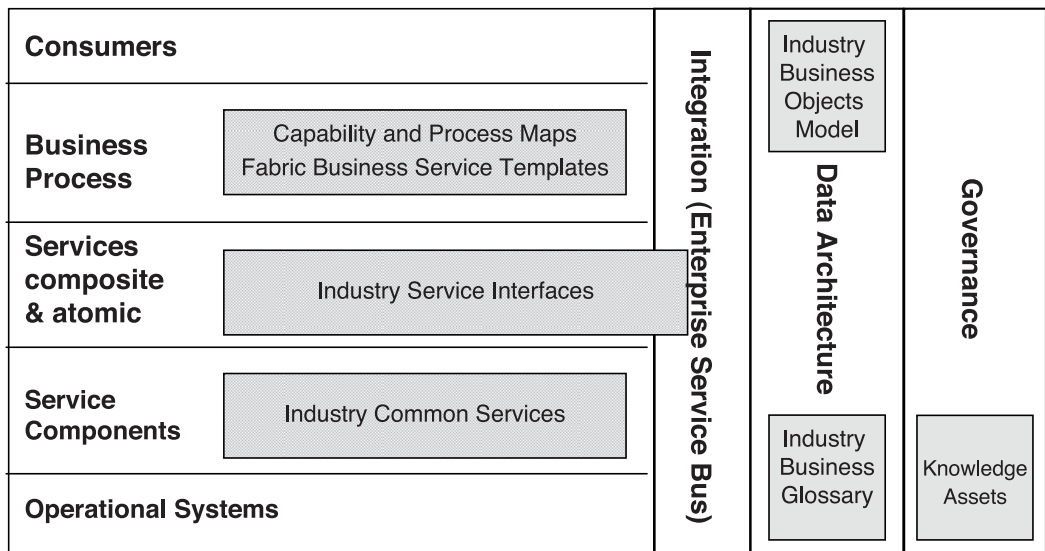 Consumers
Business
Process
Capability and Process Maps
Fabric Business Service Templates
Services
composite
& atomic
Industry Service Interfaces
Service
Components
Industry Common Services
Operational Systems
Integration (Enterprise Service Bus)
Industry
Business
Objects
Model
Data Architecture
Industry
Business
Glossary
Governance
Knowledge
Assets